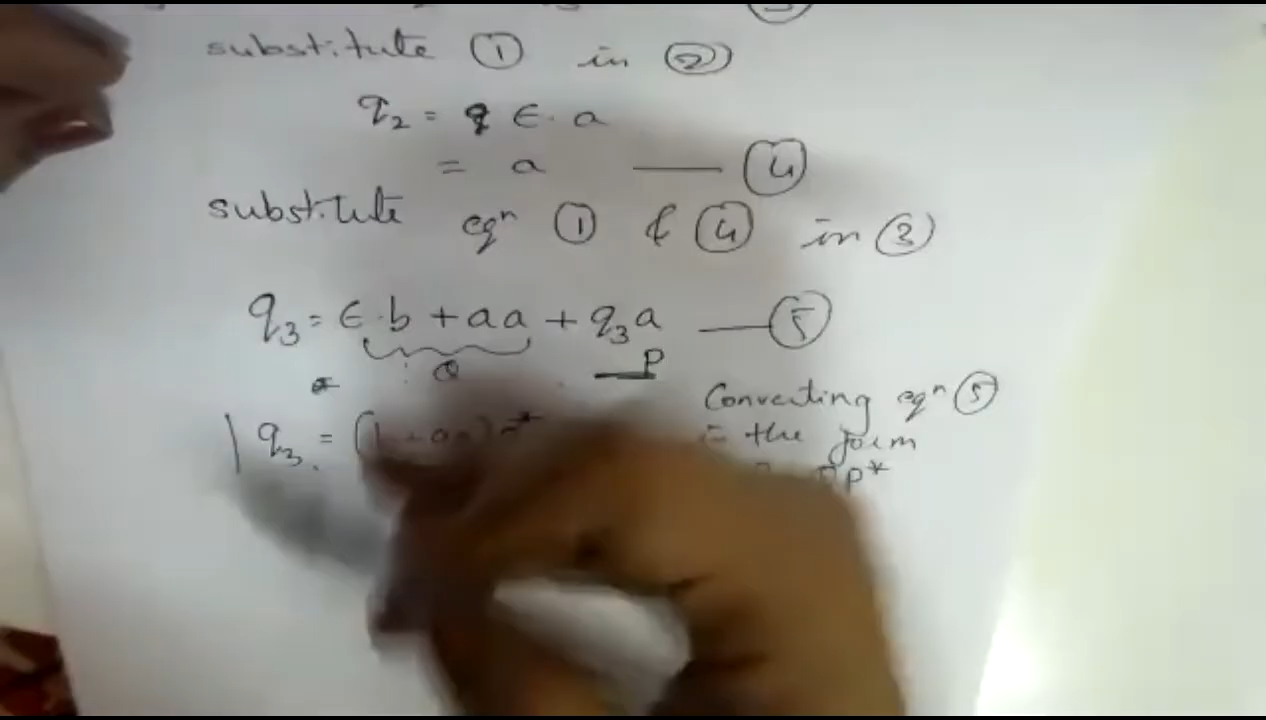 substitute ① in ②
q₂ = ϵ · a
= a —— ④
substitute eqⁿ ① & ④ in ③
q₃ = ϵ·b + aa + q₃a —— ⑤
Q P
Converting eqⁿ ⑤
q₃ = in the form
P*